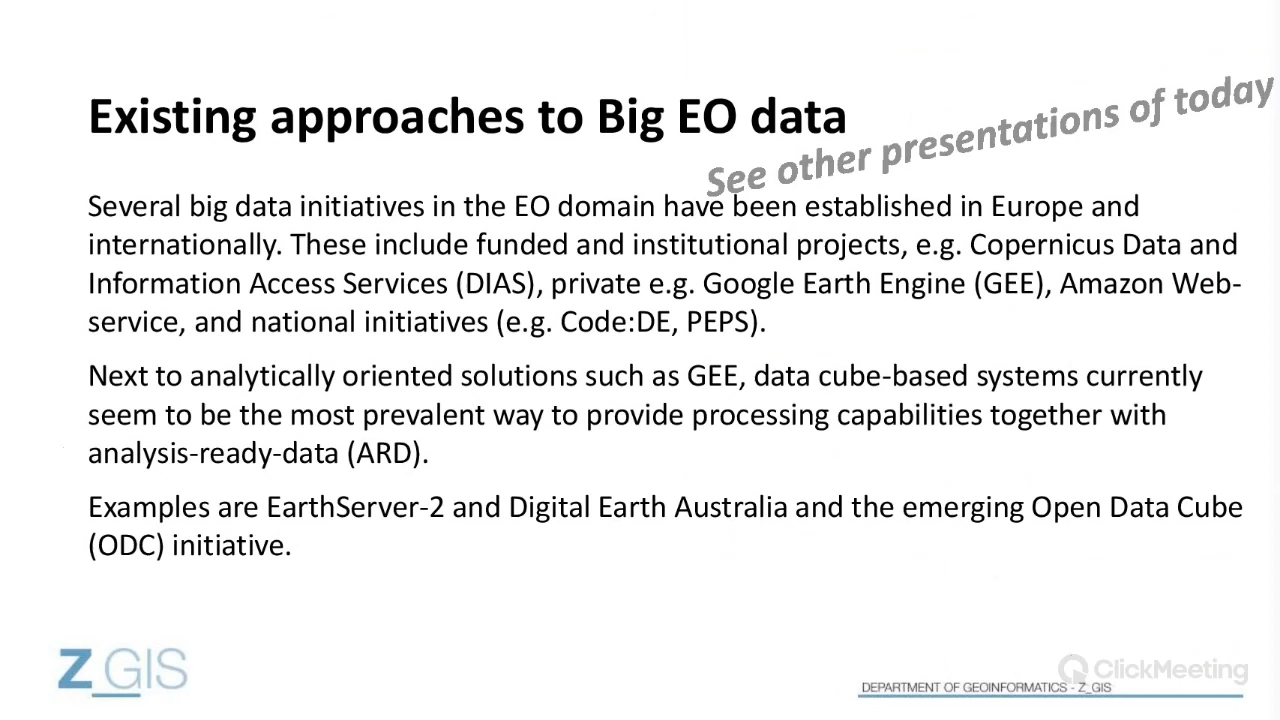 Existing approaches to Big EO data
See other presentations of today
Several big data initiatives in the EO domain have been established in Europe and
internationally. These include funded and institutional projects, e.g. Copernicus Data and
Information Access Services (DIAS), private e.g. Google Earth Engine (GEE), Amazon Web-
service, and national initiatives (e.g. Code:DE, PEPS).
Next to analytically oriented solutions such as GEE, data cube-based systems currently
seem to be the most prevalent way to provide processing capabilities together with
analysis-ready-data (ARD).
Examples are EarthServer-2 and Digital Earth Australia and the emerging Open Data Cube
(ODC) initiative.
Z_GIS
ClickMeeting
DEPARTMENT OF GEOINFORMATICS - Z_GIS